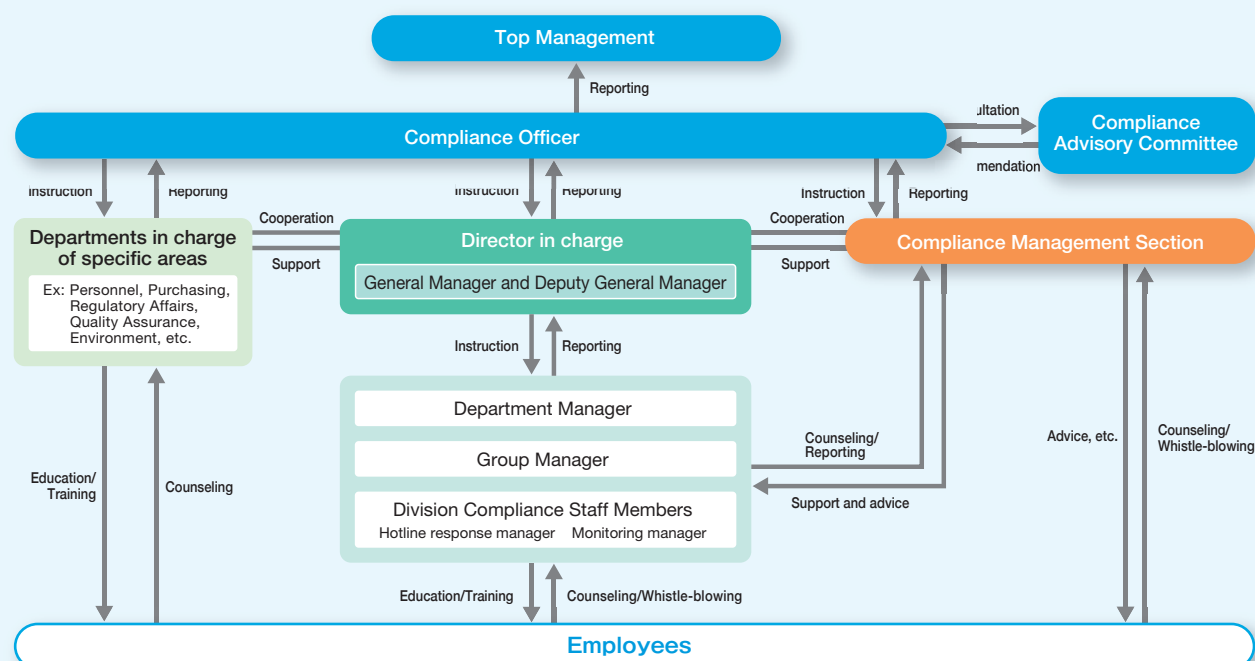 Top Management
Reporting
Compliance Officer
Compliance
Advisory Committee
Instruction
Reporting
Instruction
Reporting
Instruction
Reporting
Departments in charge
of specific areas
Ex: Personnel, Purchasing,
Regulatory Affairs,
Quality Assurance,
Environment, etc.
Cooperation
Support
Director in charge
General Manager and Deputy General Manager
Cooperation
Support
Compliance Management Section
Instruction
Reporting
Department Manager
Group Manager
Division Compliance Staff Members
Hotline response manager Monitoring manager
Counseling/
Reporting
Support and advice
Advice, etc.
Counseling/
Whistle-blowing
Education/
Training
Counseling
Education/Training
Counseling/Whistle-blowing
Employees